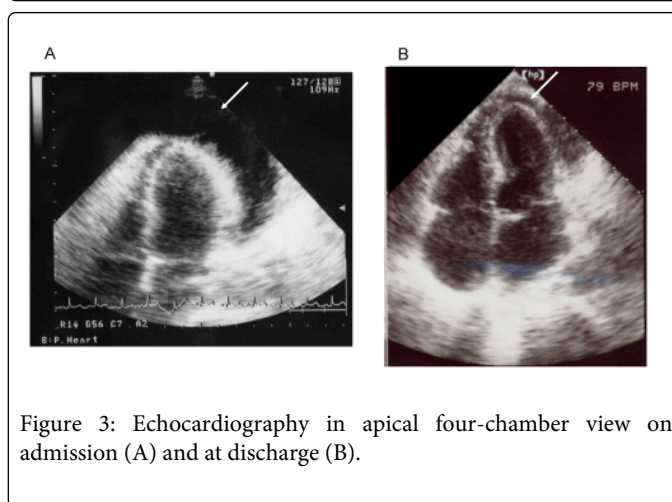 A
B
127/128
109Hz
[hp]
79 BPM
R14 G56 C7 A2
8:P.Heart
Figure 3: Echocardiography in apical four-chamber view on
admission (A) and at discharge (B).